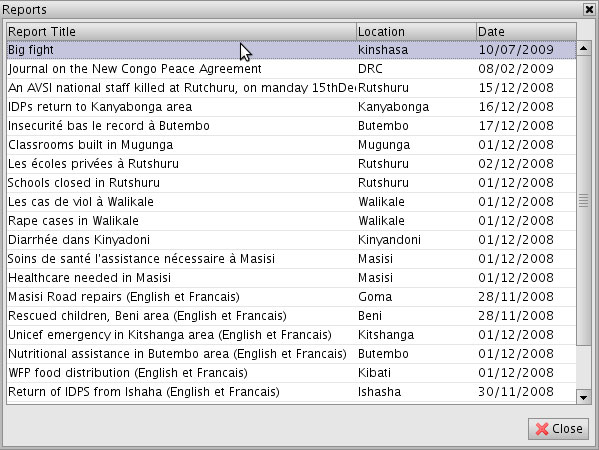 Reports
Report Title Location Date
Big fight kinshasa 10/07/2009
Journal on the New Congo Peace Agreement DRC 08/02/2009
An AVSI national staff killed at Rutchuru, on manday 15thDe Rutshuru 15/12/2008
IDPs return to Kanyabonga area Kanyabonga 16/12/2008
Insecurité bas le record à Butembo Butembo 17/12/2008
Classrooms built in Mugunga Mugunga 01/12/2008
Les écoles privées à Rutshuru Rutshuru 02/12/2008
Schools closed in Rutshuru Rutshuru 01/12/2008
Les cas de viol à Walikale Walikale 01/12/2008
Rape cases in Walikale Walikale 01/12/2008
Diarrhée dans Kinyadoni Kinyandoni 01/12/2008
Soins de santé l'assistance nécessaire à Masisi Masisi 01/12/2008
Healthcare needed in Masisi Masisi 01/12/2008
Masisi Road repairs (English et Francais) Goma 28/11/2008
Rescued children, Beni area (English et Francais) Beni 28/11/2008
Unicef emergency in Kitshanga area (English et Francais) Kitshanga 01/12/2008
Nutritional assistance in Butembo area (English et Francais) Butembo 01/12/2008
WFP food distribution (English et Francais) Kibati 01/12/2008
Return of IDPS from Ishaha (English et Francais) Ishasha 30/11/2008
Close